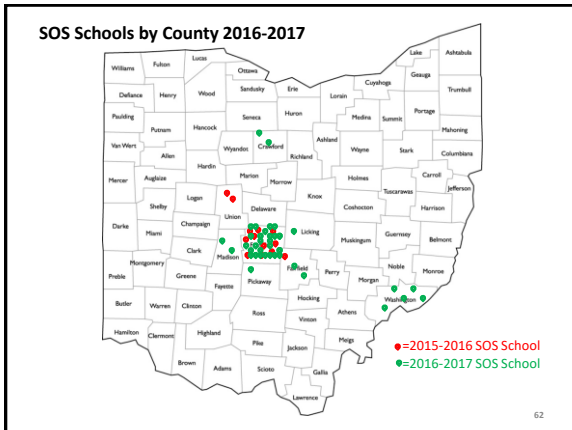 SOS Schools by County 2016-2017
Lake
Ashtabula
Williams
Fulton
Lucas
Ottawa
Geauga
Cuyahoga
Defiance
Henry
Wood
Sandusky
Erie
Lorain
Trumbull
Paulding
Seneca
Huron
Medina
Summit
Portage
Putnam
Hancock
Mahoning
Van Wert
Wyandot
Crawford
Richland
Ashland
Wayne
Stark
Columbiana
Allen
Hardin
Marion
Mercer
Auglaize
Morrow
Holmes
Carroll
Jefferson
Logan
Knox
Tuscarawas
Shelby
Union
Delaware
Coshocton
Harrison
Darke
Miami
Champaign
Licking
Muskingum
Guernsey
Belmont
Clark
Madison
Montgomery
Fairfield
Perry
Noble
Monroe
Preble
Greene
Pickaway
Morgan
Fayette
Washington
Butler
Warren
Clinton
Hocking
Athens
Ross
Vinton
Hamilton
Clermont
Highland
Meigs
Pike
Jackson
Brown
Adams
Scioto
Gallia
Lawrence
=2015-2016 SOS School
=2016-2017 SOS School
62